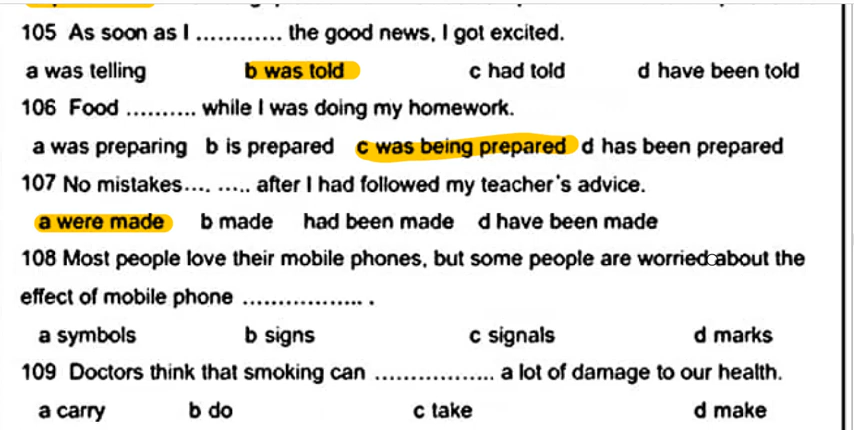 105 As soon as I ............ the good news, I got excited.
a was telling b was told c had told d have been told
106 Food .......... while I was doing my homework.
a was preparing b is prepared c was being prepared d has been prepared
107 No mistakes.... ..... after I had followed my teacher's advice.
a were made b made had been made d have been made
108 Most people love their mobile phones, but some people are worried about the
effect of mobile phone .................. .
a symbols b signs c signals d marks
109 Doctors think that smoking can .................. a lot of damage to our health.
a carry b do c take d make